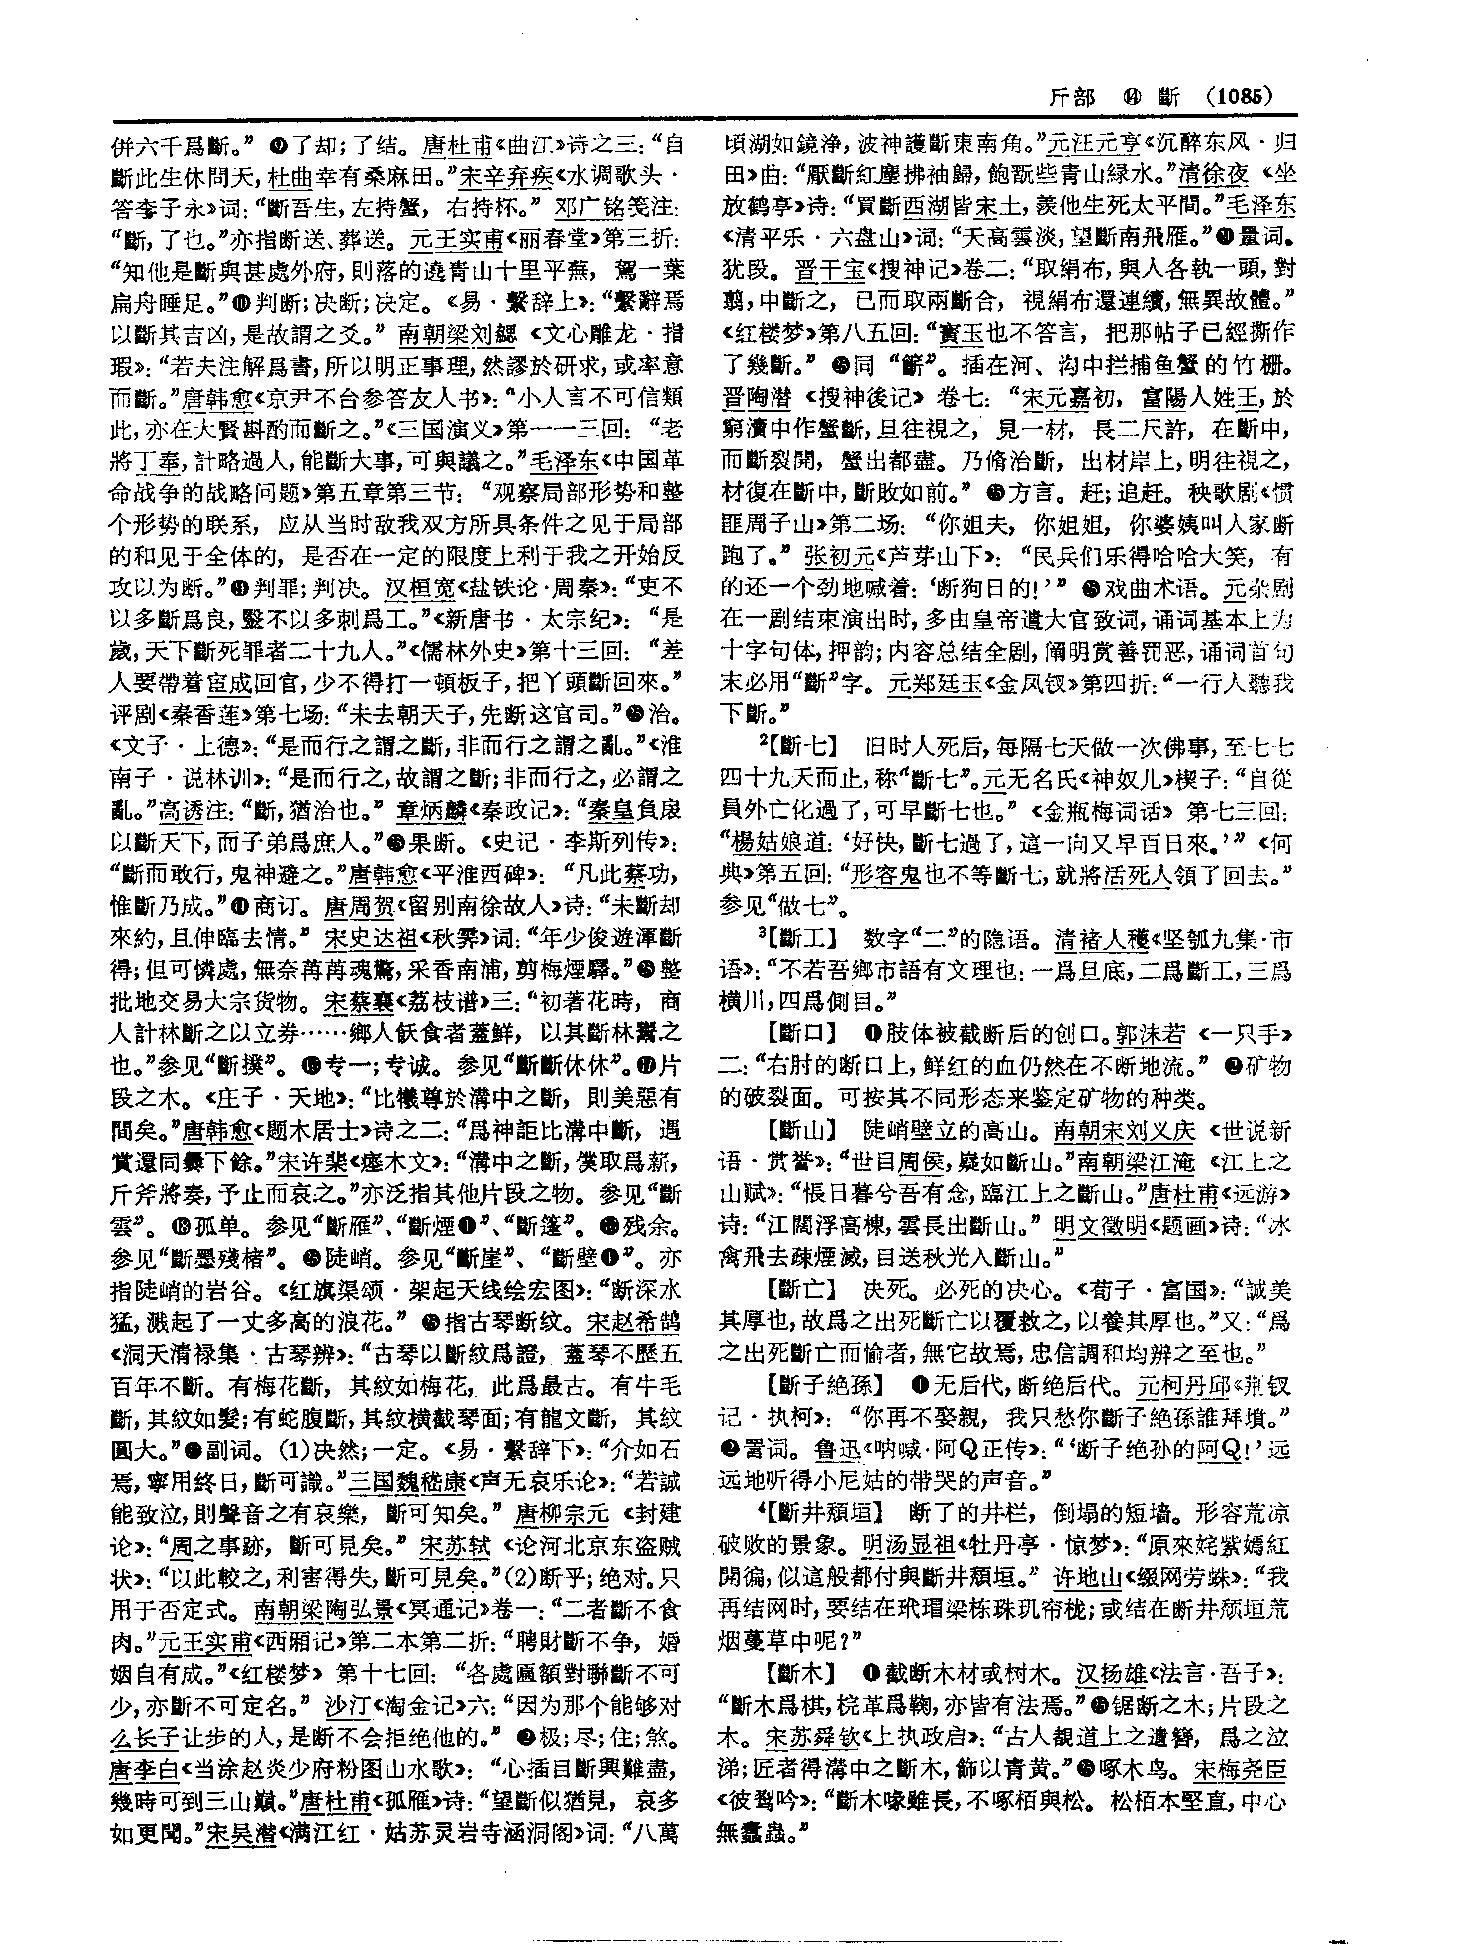 斤部 ⑭ 斷 (1085)
併六千爲斷。”❾了却；了结。唐杜甫《曲江》诗之三：“自
斷此生休問天，杜曲幸有桑麻田。”宋辛弃疾《水调歌头·
答李子永》词：“斷吾生，左持蟹，右持杯。”邓广铭笺注：
“斷，了也。”亦指断送、葬送。元王实甫《丽春堂》第三折：
“知他是斷與甚處外府，則落的遶青山十里平蕪，駕一葉
扁舟睡足。”❿判断；决断；决定。《易·繫辞上》：“繫辭焉
以斷其吉凶，是故謂之爻。”南朝梁刘勰《文心雕龙·指
瑕》：“若夫注解爲書，所以明正事理，然謬於研求，或率意
而斷。”唐韩愈《京尹不台参答友人书》：“小人言不可信類
此，亦在大賢斟酌而斷之。”《三国演义》第一一三回：“老
將丁奉，計略過人，能斷大事，可與議之。”毛泽东《中国革
命战争的战略问题》第五章第三节：“观察局部形势和整
个形势的联系，应从当时敌我双方所具条件之见于局部
的和见于全体的，是否在一定的限度上利于我之开始反
攻以为断。”⓫判罪；判决。汉桓宽《盐铁论·周秦》：“吏不
以多斷爲良，毉不以多刺爲工。”《新唐书·太宗纪》：“是
歲，天下斷死罪者二十九人。”《儒林外史》第十三回：“差
人要帶着宦成回官，少不得打一頓板子，把丫頭斷回來。”
评剧《秦香莲》第七场：“未去朝天子，先断这官司。”⓬治。
《文子·上德》：“是而行之謂之斷，非而行之謂之亂。”《淮
南子·说林训》：“是而行之，故謂之斷；非而行之，必謂之
亂。”高诱注：“斷，猶治也。”章炳麟《秦政记》：“秦皇負扆
以斷天下，而子弟爲庶人。”⓭果断。《史记·李斯列传》：
“斷而敢行，鬼神避之。”唐韩愈《平淮西碑》：“凡此蔡功，
惟斷乃成。”⓮商订。唐周贺《留别南徐故人》诗：“未斷却
來約，且伸臨去情。”宋史达祖《秋霁》词：“年少俊遊渾斷
得；但可憐處，無奈苒苒魂驚，采香南浦，剪梅煙驛。”⓯整
批地交易大宗货物。宋蔡襄《荔枝谱》三：“初著花時，商
人計林斷之以立券……鄉人飫食者蓋鮮，以其斷林鬻之
也。”参见“斷撲”。⓰专一；专诚。参见“斷斷休休”。⓱片
段之木。《庄子·天地》：“比犧尊於溝中之斷，則美惡有
間矣。”唐韩愈《题木居士》诗之二：“爲神詎比溝中斷，遇
賞還同爨下餘。”宋许棐《瘗木文》：“溝中之斷，僕取爲薪，
斤斧將奏，予止而哀之。”亦泛指其他片段之物。参见“斷
雲”。⓲孤单。参见“斷雁”、“斷煙❶”、“斷篷”。⓳残余。
参见“斷墨殘楮”。⓴陡峭。参见“斷崖”、“斷壁❶”。亦
指陡峭的岩谷。《红旗渠颂·架起天线绘宏图》：“断深水
猛，溅起了一丈多高的浪花。”㉑指古琴断纹。宋赵希鹄
《洞天清禄集·古琴辨》：“古琴以斷紋爲證，蓋琴不歷五
百年不斷。有梅花斷，其紋如梅花，此爲最古。有牛毛
斷，其紋如髮；有蛇腹斷，其紋横截琴面；有龍文斷，其紋
圓大。”㉒副词。(1)决然；一定。《易·繫辞下》：“介如石
焉，寧用終日，斷可識。”三国魏嵇康《声无哀乐论》：“若誠
能致泣，則聲音之有哀樂，斷可知矣。”唐柳宗元《封建
论》：“周之事跡，斷可見矣。”宋苏轼《论河北京东盗贼
状》：“以此較之，利害得失，斷可見矣。”(2)断乎；绝对。只
用于否定式。南朝梁陶弘景《冥通记》卷一：“二者斷不食
肉。”元王实甫《西厢记》第二本第二折：“聘財斷不争，婚
姻自有成。”《红楼梦》第十七回：“各處匾額對聯斷不可
少，亦斷不可定名。”沙汀《淘金记》六：“因为那个能够对
么长子让步的人，是断不会拒绝他的。”㉓极；尽；住；煞。
唐李白《当涂赵炎少府粉图山水歌》：“心插目斷興難盡，
幾時可到三山巔。”唐杜甫《孤雁》诗：“望斷似猶見，哀多
如更聞。”宋吴潜《满江红·姑苏灵岩寺涵洞阁》词：“八萬
頃湖如鏡浄，波神護斷東南角。”元汪元亨《沉醉东风·归
田》曲：“厭斷紅塵拂袖歸，飽翫些青山緑水。”清徐夜《坐
放鹤亭》诗：“買斷西湖皆宋土，羨他生死太平間。”毛泽东
《清平乐·六盘山》词：“天高雲淡，望斷南飛雁。”㉔量词。
犹段。晋干宝《搜神记》卷二：“取絹布，與人各執一頭，對
翦，中斷之，已而取兩斷合，視絹布還連續，無異故體。”
《红楼梦》第八五回：“寳玉也不答言，把那帖子已經撕作
了幾斷。”㉕同“籪”。插在河、沟中拦捕鱼蟹的竹栅。
晋陶潜《搜神後记》卷七：“宋元嘉初，富陽人姓王，於
窮瀆中作蟹斷，旦往視之，見一材，長二尺許，在斷中，
而斷裂開，蟹出都盡。乃脩治斷，出材岸上，明往視之，
材復在斷中，斷敗如前。”㉖方言。赶；追赶。秧歌剧《惯
匪周子山》第二场：“你姐夫，你姐姐，你婆姨叫人家断
跑了。”张初元《芦芽山下》：“民兵们乐得哈哈大笑，有
的还一个劲地喊着：‘断狗日的！’”㉗戏曲术语。元杂剧
在一剧结束演出时，多由皇帝遣大官致词，诵词基本上为
十字句体，押韵；内容总结全剧，阐明赏善罚恶，诵词首句
末必用“斷”字。元郑廷玉《金凤钗》第四折：“一行人聽我
下斷。”
²【斷七】 旧时人死后，每隔七天做一次佛事，至七七
四十九天而止，称“斷七”。元无名氏《神奴儿》楔子：“自從
員外亡化過了，可早斷七也。”《金瓶梅词话》第七三回：
“楊姑娘道：‘好快，斷七過了，這一向又早百日來。’”《何
典》第五回：“形容鬼也不等斷七，就將活死人領了回去。”
参见“做七”。
³【斷工】 数字“二”的隐语。清褚人穫《坚瓠九集·市
语》：“不若吾鄉市語有文理也：一爲旦底，二爲斷工，三爲
横川，四爲側目。”
【斷口】 ❶肢体被截断后的创口。郭沫若《一只手》
二：“右肘的断口上，鲜红的血仍然在不断地流。”❷矿物
的破裂面。可按其不同形态来鉴定矿物的种类。
【斷山】 陡峭壁立的高山。南朝宋刘义庆《世说新
语·赏誉》：“世目周侯，嶷如斷山。”南朝梁江淹《江上之
山赋》：“悵日暮兮吾有念，臨江上之斷山。”唐杜甫《远游》
诗：“江闊浮高棟，雲長出斷山。”明文徵明《题画》诗：“水
禽飛去疎煙滅，目送秋光入斷山。”
【斷亡】 决死。必死的决心。《荀子·富国》：“誠美
其厚也，故爲之出死斷亡以覆救之，以養其厚也。”又：“爲
之出死斷亡而愉者，無它故焉，忠信調和均辨之至也。”
【斷子絶孫】 ❶无后代，断绝后代。元柯丹邱《荆钗
记·执柯》：“你再不娶親，我只愁你斷子絶孫誰拜墳。”
❷詈词。鲁迅《呐喊·阿Q正传》：“‘断子绝孙的阿Q！’远
远地听得小尼姑的带哭的声音。”
⁴【斷井頹垣】 断了的井栏，倒塌的短墙。形容荒凉
破败的景象。明汤显祖《牡丹亭·惊梦》：“原來姹紫嫣紅
開徧，似這般都付與斷井頹垣。”许地山《缀网劳蛛》：“我
再结网时，要结在玳瑁梁栋珠玑帘栊；或结在断井颓垣荒
烟蔓草中呢？”
【斷木】 ❶截断木材或树木。汉扬雄《法言·吾子》：
“斷木爲棋，梡革爲鞠，亦皆有法焉。”❷锯断之木；片段之
木。宋苏舜钦《上执政启》：“古人覩道上之遺簪，爲之泣
涕；匠者得溝中之斷木，飾以青黄。”❸啄木鸟。宋梅尧臣
《彼鴷吟》：“斷木喙雖長，不啄栢與松。松栢本堅直，中心
無蠹蟲。”